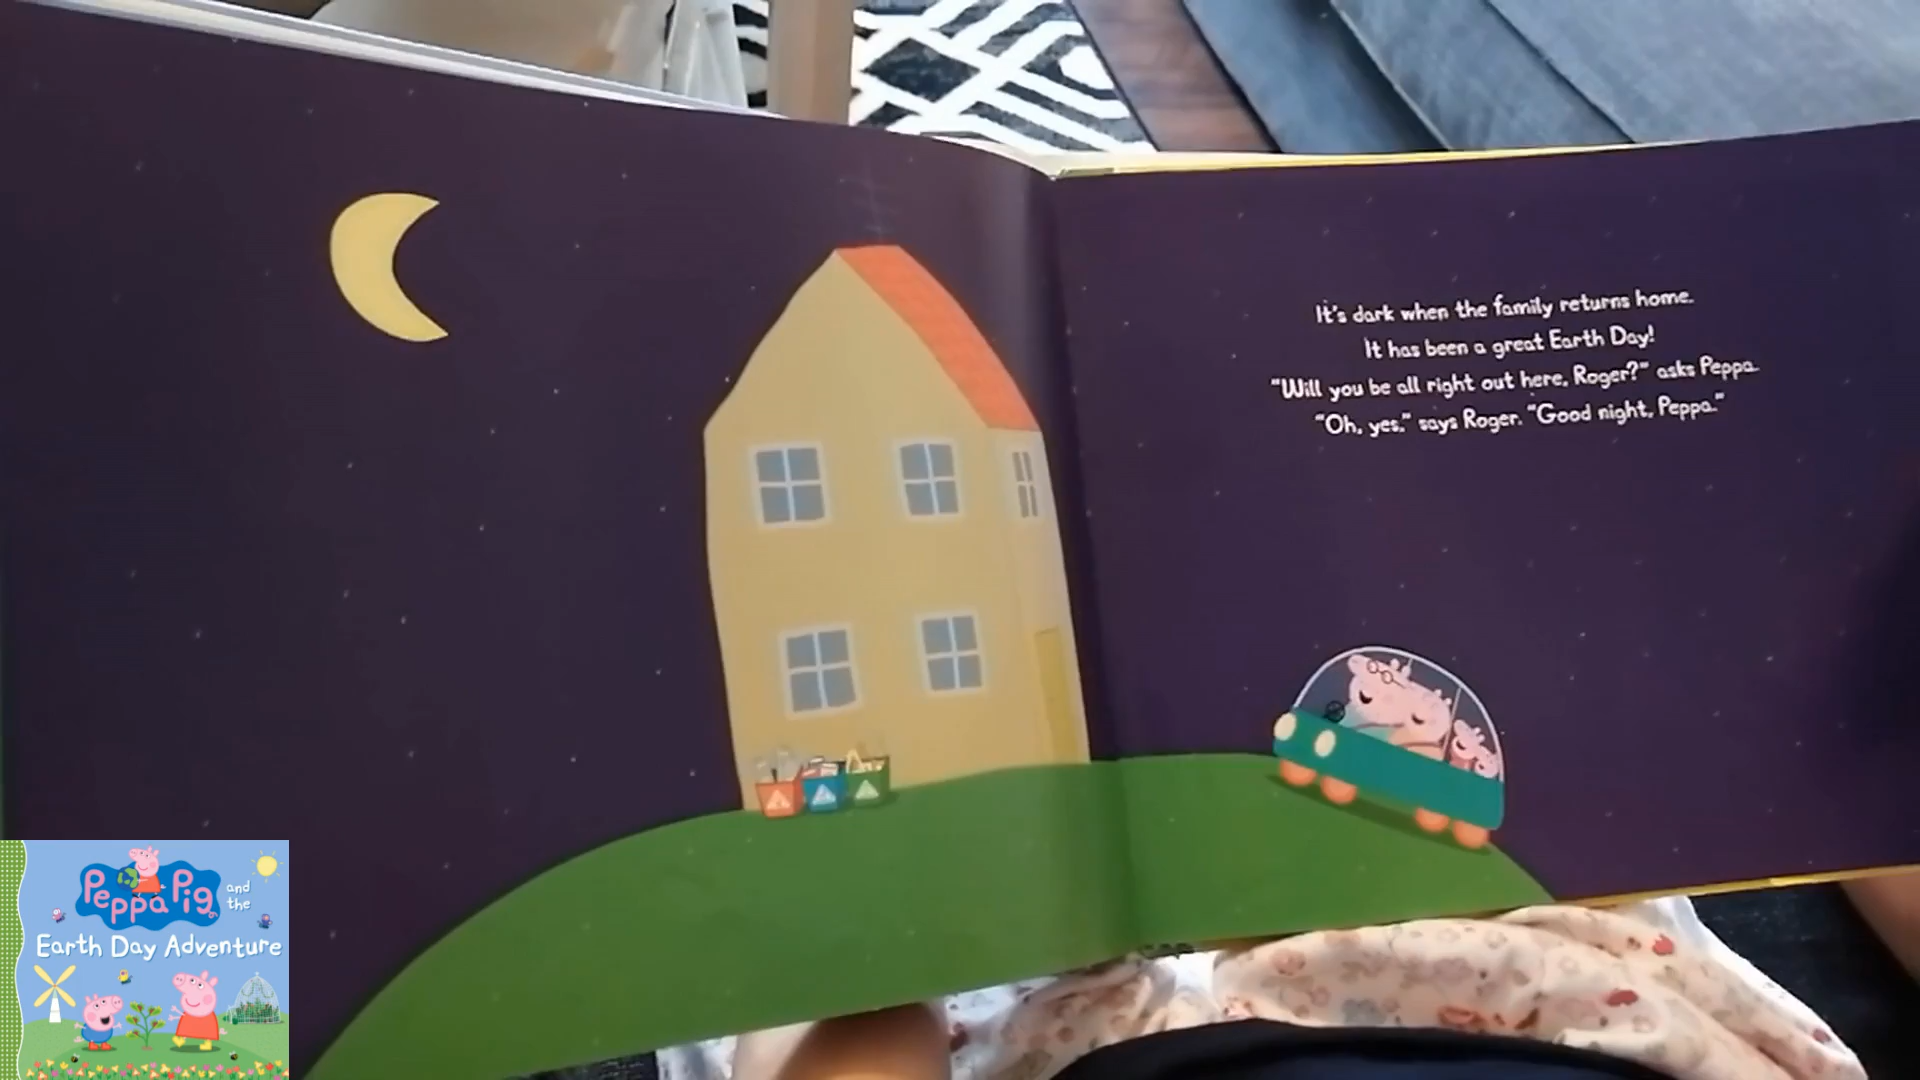 It's dark when the family returns home.
It has been a great Earth Day!
"Will you be all right out here, Roger?" asks Peppa.
"Oh, yes," says Roger. "Good night, Peppa."
Peppa Pig and the
Earth Day Adventure